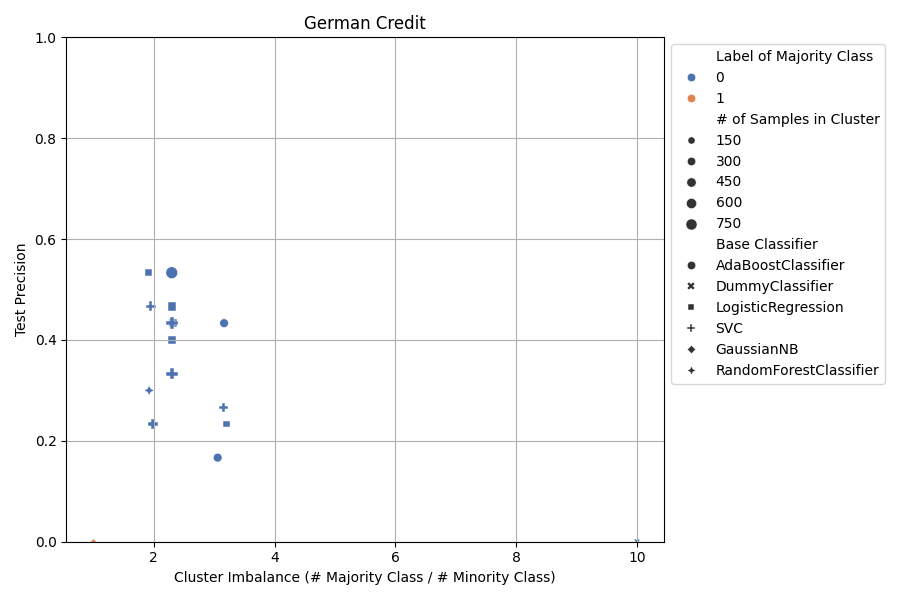 German Credit
1.0
0.8
0.6
0.4
0.2
0.0
Test Precision
2
4
6
8
10
Cluster Imbalance (# Majority Class / # Minority Class)
Label of Majority Class
0
1
# of Samples in Cluster
150
300
450
600
750
Base Classifier
AdaBoostClassifier
DummyClassifier
LogisticRegression
SVC
GaussianNB
RandomForestClassifier